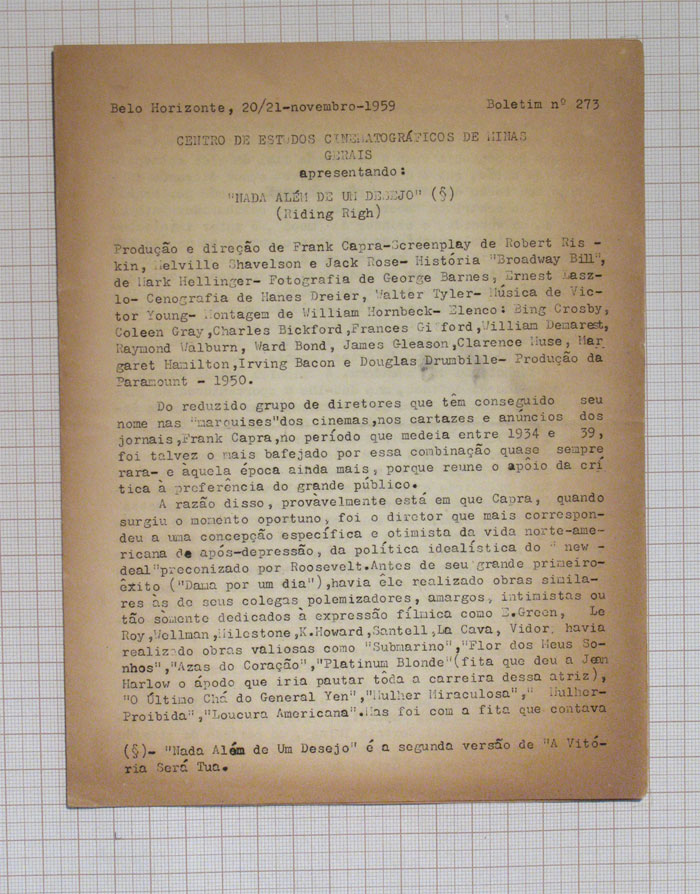 Belo Horizonte, 20/21-novembro-1959 Boletim nº 273
CENTRO DE ESTUDOS CINEMATOGRÁFICOS DE MINAS
GERAIS
apresentando:
"NADA ALÉM DE UM DESEJO" (§)
(Riding Righ)
Produção e direção de Frank Capra-Screenplay de Robert Ris -
kin, Melville Shavelson e Jack Rose- História "Broadway Bill",
de Mark Hellinger- Fotografia de George Barnes, Ernest Lasz-
lo- Cenografia de Hanes Dreier, Walter Tyler- Música de Vic-
tor Young- Montagem de William Hornbeck- Elenco: Bing Crosby,
Coleen Gray,Charles Bickford,Frances Gifford,William Demarest,
Raymond Walburn, Ward Bond, James Gleason,Clarence Muse, Mar
garet Hamilton,Irving Bacon e Douglas Drumbille- Produção da
Paramount - 1950.
Do reduzido grupo de diretores que têm conseguido seu
nome nas "marquises"dos cinemas,nos cartazes e anúncios dos
jornais,Frank Capra,no período que medeia entre 1934 e 39,
foi talvez o mais bafejado por essa combinação quase sempre
rara- e àquela época ainda mais, porque reune o apôio da crí
tica à preferência do grande público.
A razão disso, provàvelmente está em que Capra, quando
surgiu o momento oportuno, foi o diretor que mais correspon-
deu a uma concepção específica e otimista da vida norte-ame-
ricana de após-depressão, da política idealística do " new -
deal"preconizado por Roosevelt.Antes de seu grande primeiro-
êxito ("Dama por um dia"),havia êle realizado obras simila-
res às de seus colegas polemizadores, amargos, intimistas ou
tão sòmente dedicados à expressão fílmica como E.Green, Le
Roy,Wellman,Milestone,K.Howard,Santell,La Cava, Vidor. havia
realizado obras valiosas como "Submarino","Flor dos Meus So-
nhos","Azas do Coração","Platinum Blonde"(fita que deu a Jean
Harlow o ápodo que iria pautar tôda a carreira dessa atriz),
"O Último Chá do General Yen","Mulher Miraculosa"," Mulher-
Proibida","Loucura Americana".Mas foi com a fita que contava
(§)- "Nada Além de Um Desejo" é a segunda versão de "A Vitó-
ria Será Tua.